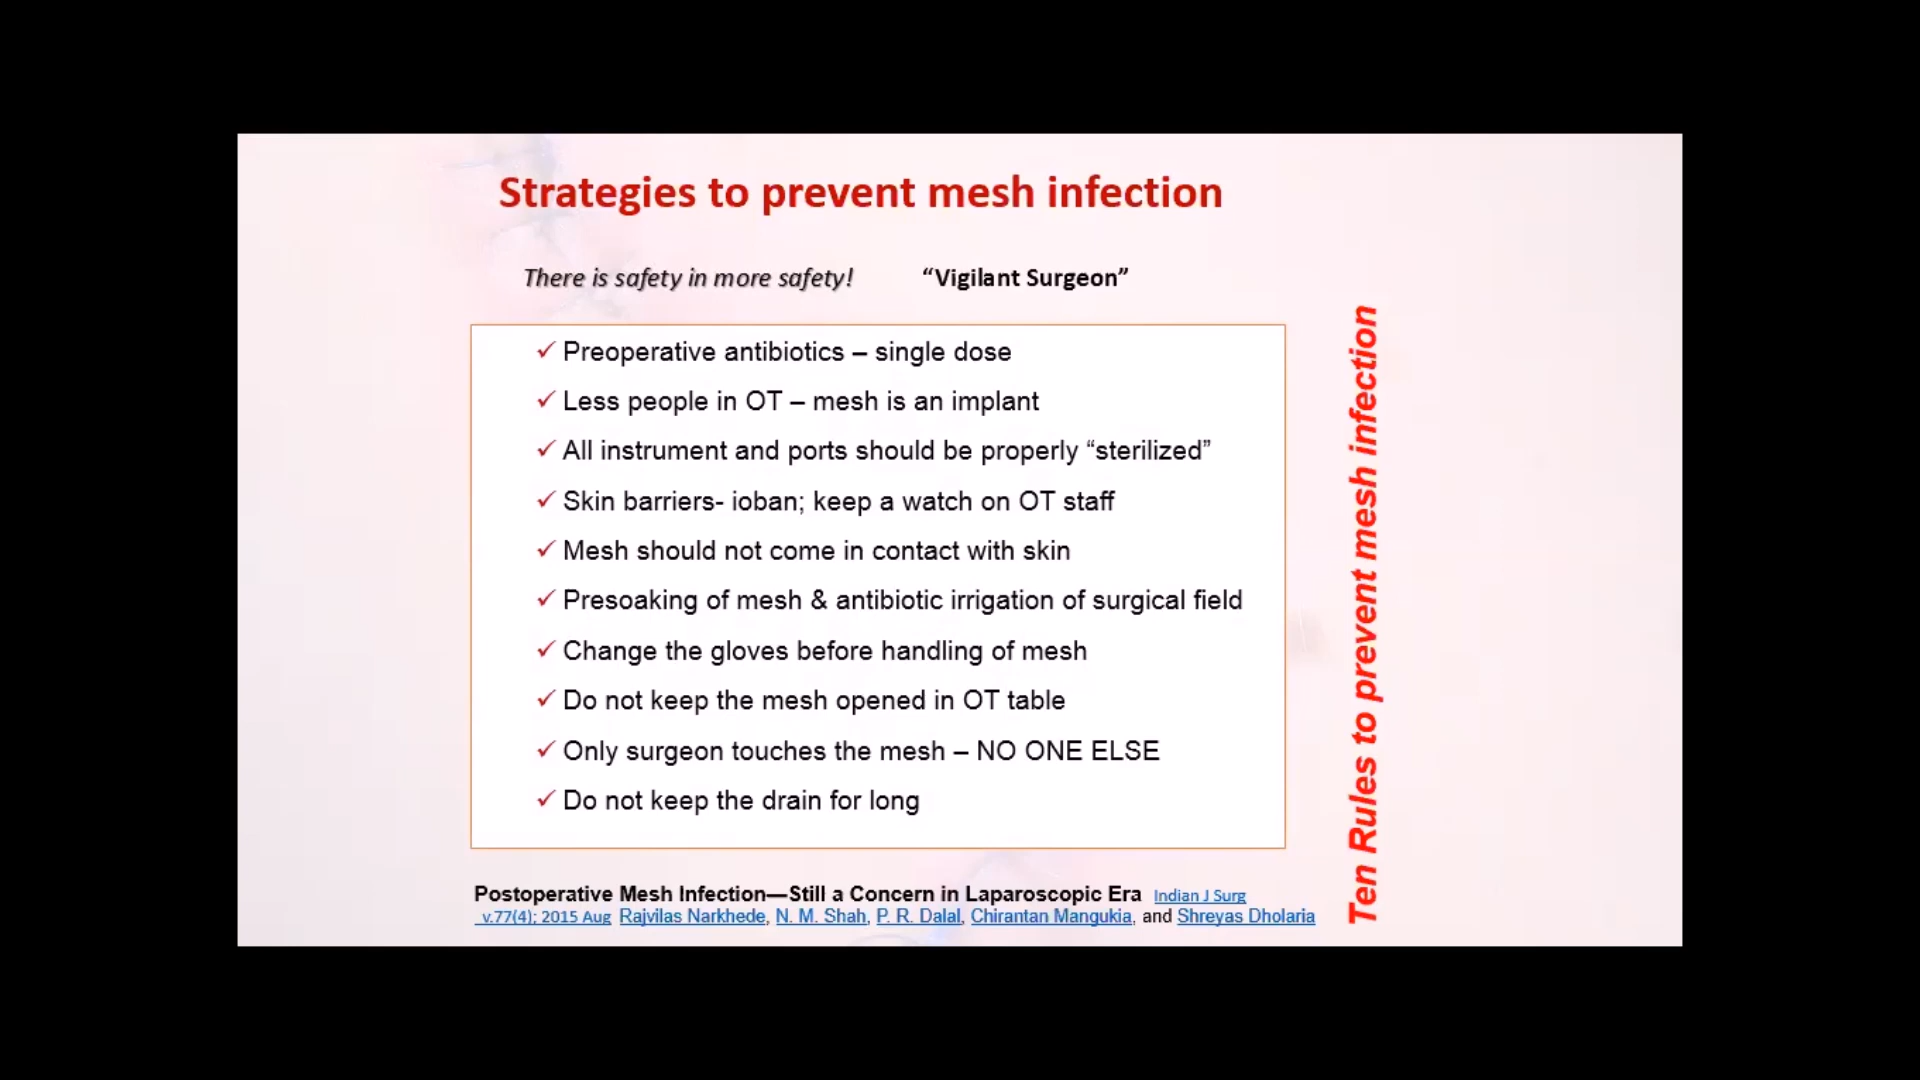 Strategies to prevent mesh infection
There is safety in more safety! “Vigilant Surgeon”
✓ Preoperative antibiotics – single dose
✓ Less people in OT – mesh is an implant
✓ All instrument and ports should be properly “sterilized”
✓ Skin barriers- ioban; keep a watch on OT staff
✓ Mesh should not come in contact with skin
✓ Presoaking of mesh & antibiotic irrigation of surgical field
✓ Change the gloves before handling of mesh
✓ Do not keep the mesh opened in OT table
✓ Only surgeon touches the mesh – NO ONE ELSE
✓ Do not keep the drain for long
Postoperative Mesh Infection—Still a Concern in Laparoscopic Era Indian J Surg
v.77(4); 2015 Aug Rajvilas Narkhede, N. M. Shah, P. R. Dalal, Chirantan Mangukia, and Shreyas Dholaria
Ten Rules to prevent mesh infection